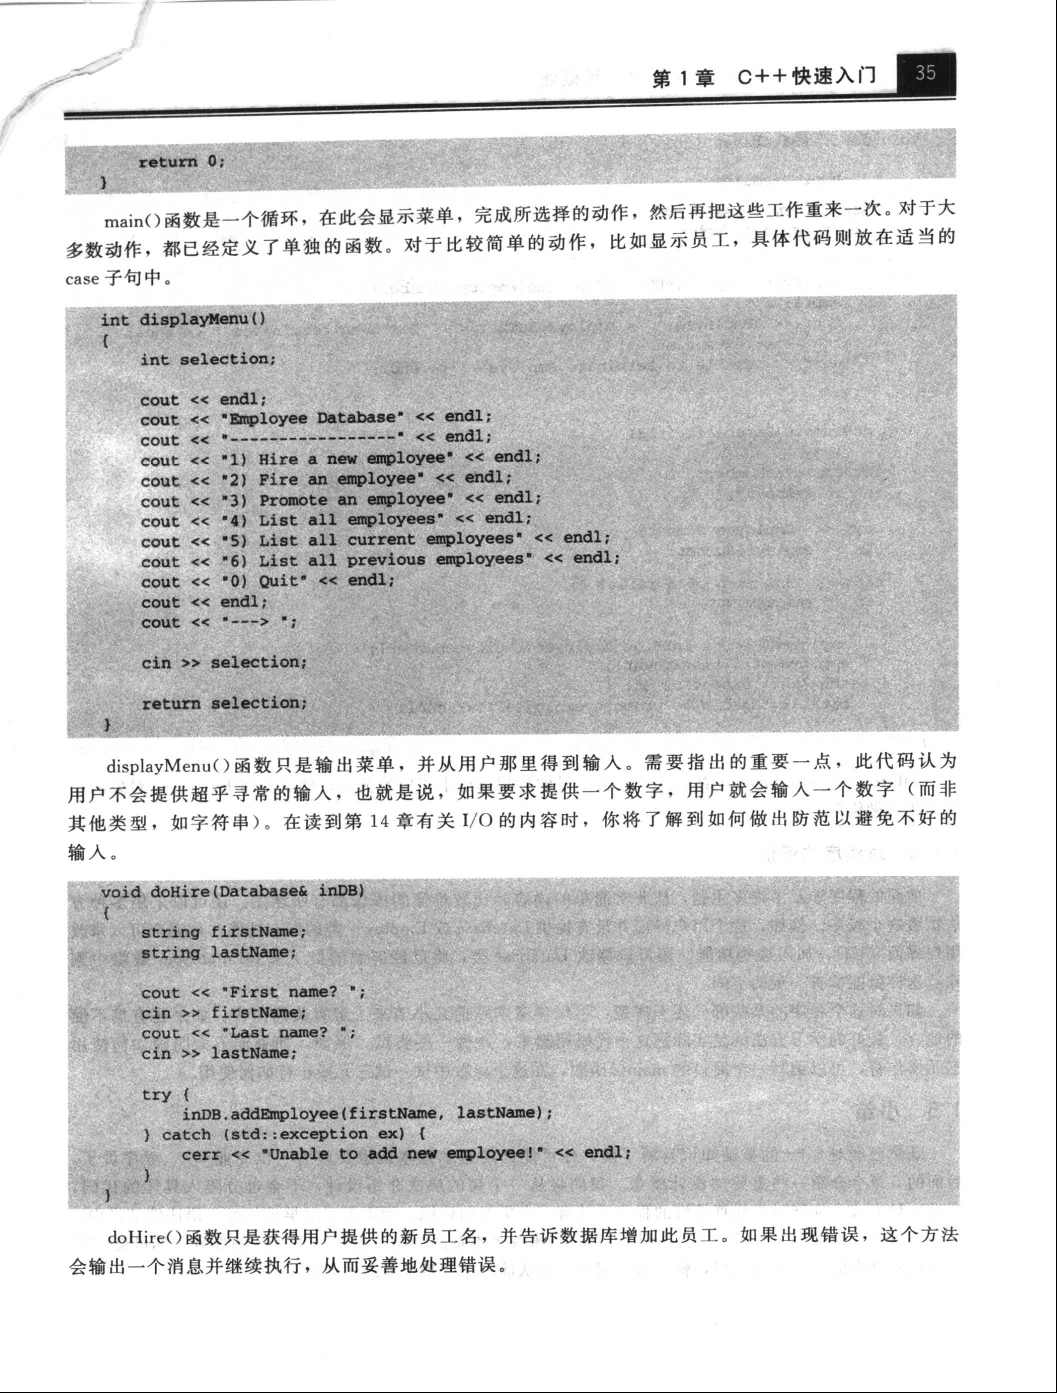 第 1 章 C++快速入门 35
return 0;
}
main()函数是一个循环，在此会显示菜单，完成所选择的动作，然后再把这些工作重来一次。对于大
多数动作，都已经定义了单独的函数。对于比较简单的动作，比如显示员工，具体代码则放在适当的
case 子句中。
int displayMenu()
{
int selection;
cout << endl;
cout << "Employee Database" << endl;
cout << "-----------------" << endl;
cout << "1) Hire a new employee" << endl;
cout << "2) Fire an employee" << endl;
cout << "3) Promote an employee" << endl;
cout << "4) List all employees" << endl;
cout << "5) List all current employees" << endl;
cout << "6) List all previous employees" << endl;
cout << "0) Quit" << endl;
cout << endl;
cout << "---> ";
cin >> selection;
return selection;
}
displayMenu()函数只是输出菜单，并从用户那里得到输入。需要指出的重要一点，此代码认为
用户不会提供超乎寻常的输入，也就是说，如果要求提供一个数字，用户就会输入一个数字（而非
其他类型，如字符串）。在读到第 14 章有关 I/O 的内容时，你将了解到如何做出防范以避免不好的
输入。
void doHire(Database& inDB)
{
string firstName;
string lastName;
cout << "First name? ";
cin >> firstName;
cout << "Last name? ";
cin >> lastName;
try {
inDB.addEmployee(firstName, lastName);
} catch (std::exception ex) {
cerr << "Unable to add new employee!" << endl;
}
}
doHire()函数只是获得用户提供的新员工名，并告诉数据库增加此员工。如果出现错误，这个方法
会输出一个消息并继续执行，从而妥善地处理错误。